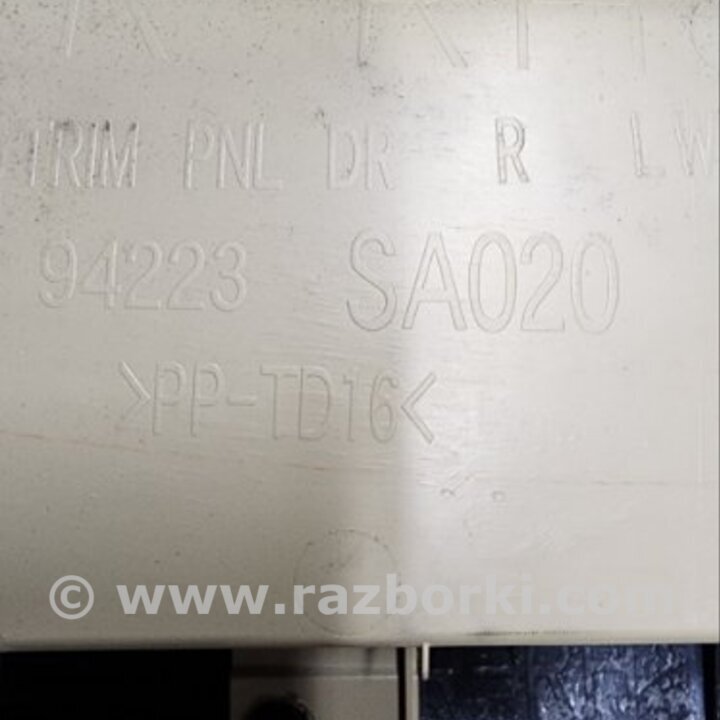 TRIM PNL DR R LW
94223 SA020
>PP-TD16<
© www.razborki.com